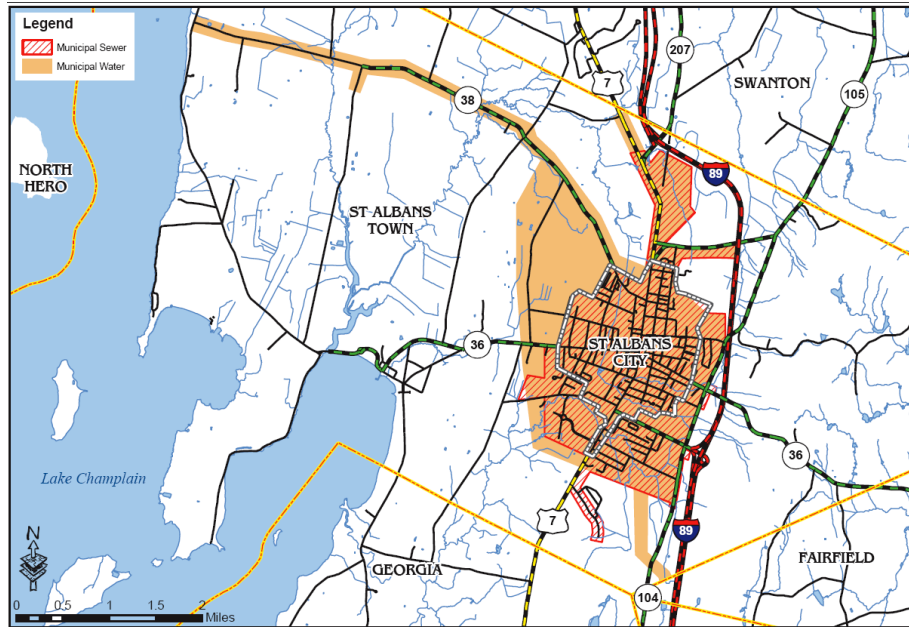 Legend
Municipal Sewer
Municipal Water
207
7
SWANTON
105
38
89
NORTH
HERO
ST ALBANS
TOWN
36
ST ALBANS
CITY
36
Lake Champlain
N
7
89
GEORGIA
FAIRFIELD
104
0 0.5 1 1.5 2
Miles